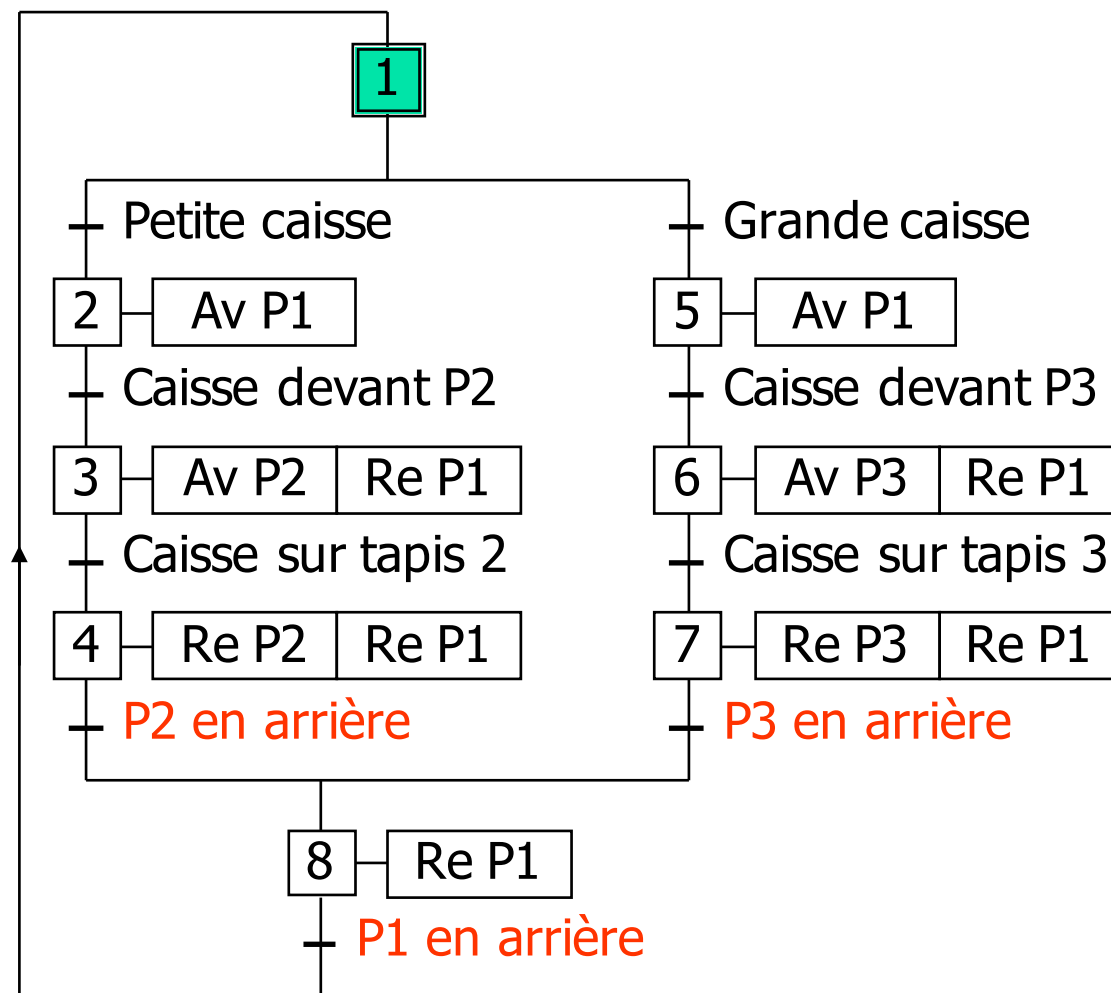 1
Petite caisse
Grande caisse
2 Av P1
5 Av P1
Caisse devant P2
Caisse devant P3
3 Av P2 Re P1
6 Av P3 Re P1
Caisse sur tapis 2
Caisse sur tapis 3
4 Re P2 Re P1
7 Re P3 Re P1
P2 en arrière
P3 en arrière
8 Re P1
P1 en arrière